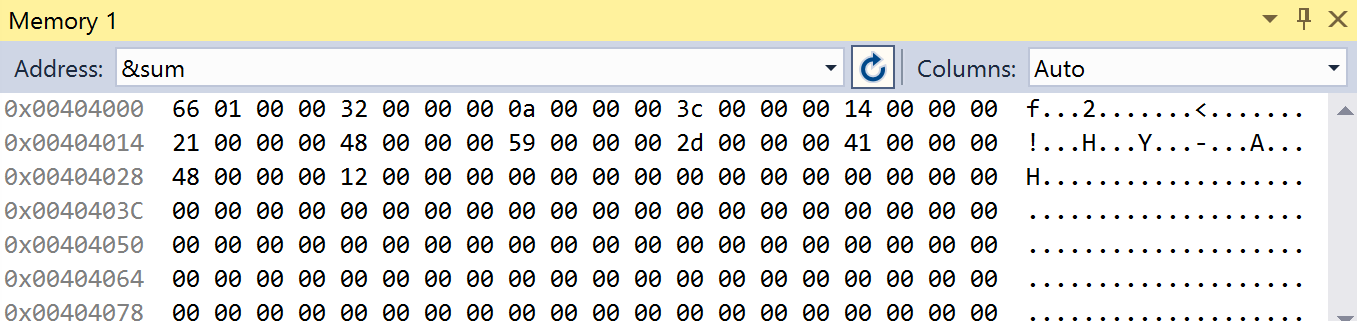 Memory 1
Address: &sum Columns: Auto
0x00404000 66 01 00 00 32 00 00 00 0a 00 00 00 3c 00 00 00 14 00 00 00 f...2.......<.......
0x00404014 21 00 00 00 48 00 00 00 59 00 00 00 2d 00 00 00 41 00 00 00 !...H...Y...-...A...
0x00404028 48 00 00 00 12 00 00 00 00 00 00 00 00 00 00 00 00 00 00 00 H...................
0x0040403C 00 00 00 00 00 00 00 00 00 00 00 00 00 00 00 00 00 00 00 00 ....................
0x00404050 00 00 00 00 00 00 00 00 00 00 00 00 00 00 00 00 00 00 00 00 ....................
0x00404064 00 00 00 00 00 00 00 00 00 00 00 00 00 00 00 00 00 00 00 00 ....................
0x00404078 00 00 00 00 00 00 00 00 00 00 00 00 00 00 00 00 00 00 00 00 ....................